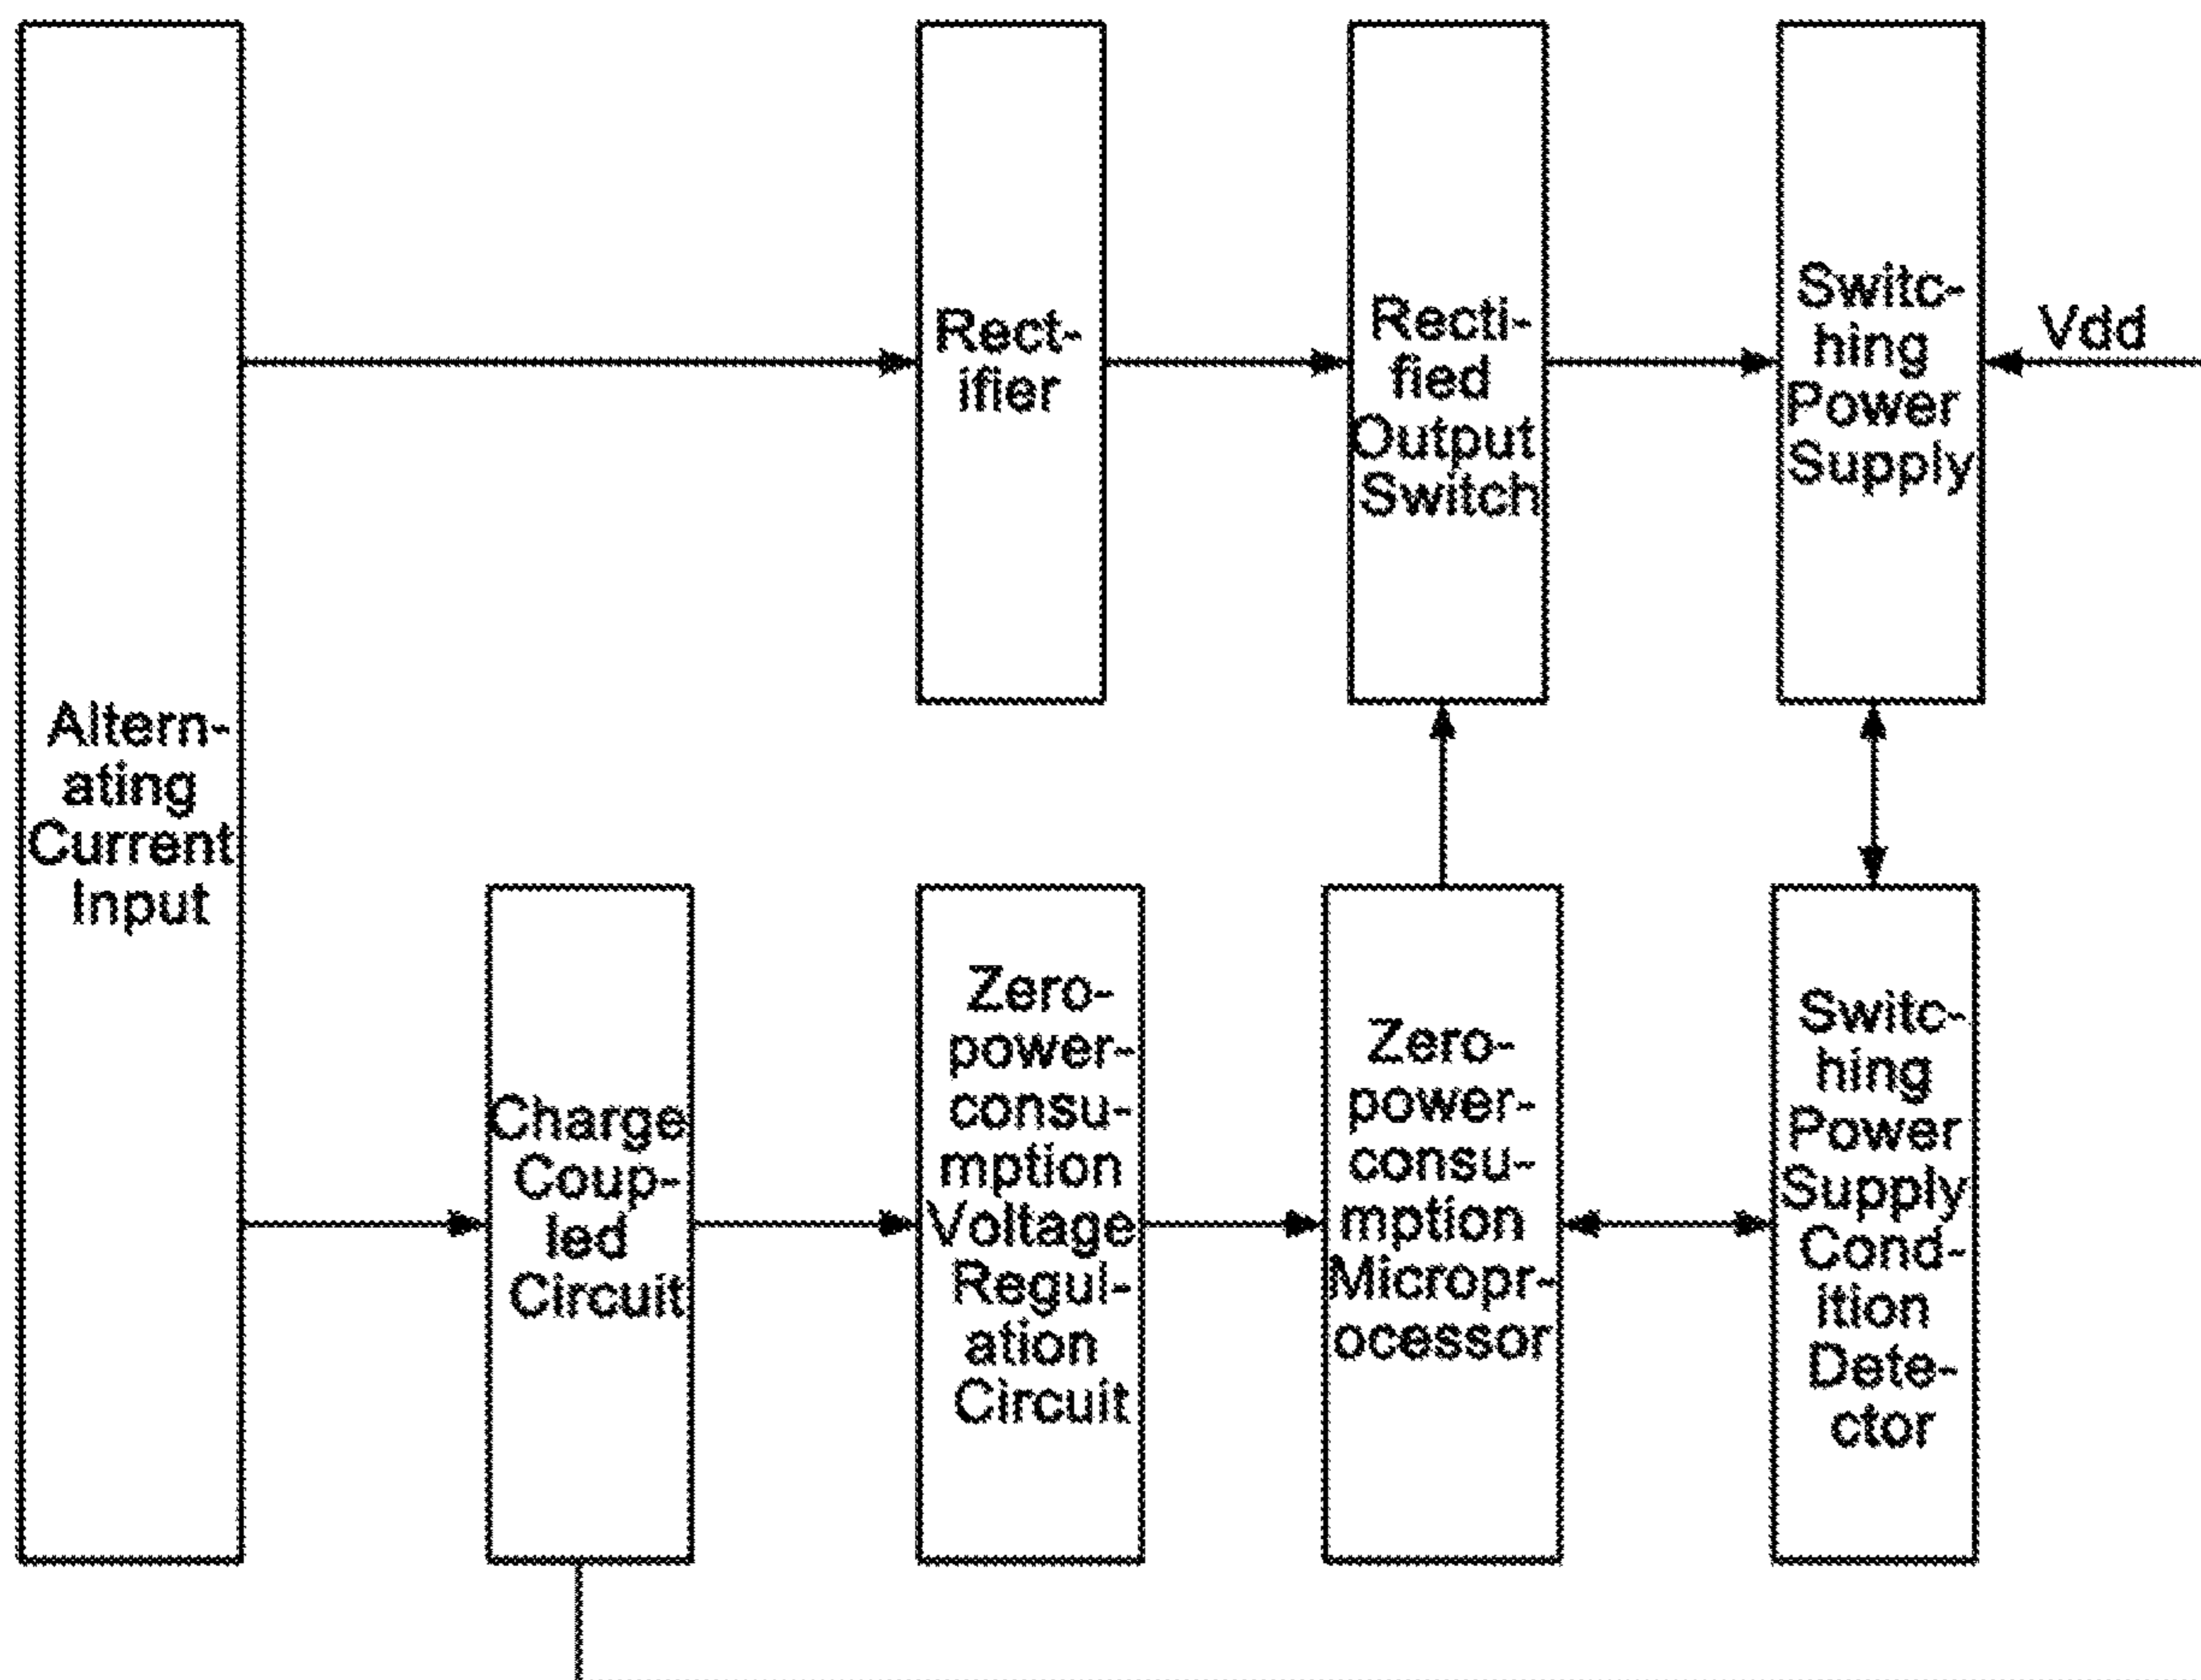 Altern-
ating
Current
Input
Rect-
ifier
Recti-
fied
Output
Switch
Switc-
hing
Power
Supply
Vdd
Charge
Coup-
led
Circuit
Zero-
power-
consu-
mption
Voltage
Regul-
ation
Circuit
Zero-
power-
consu-
mption
Micropr-
ocessor
Switc-
hing
Power
Supply
Cond-
ition
Dete-
ctor